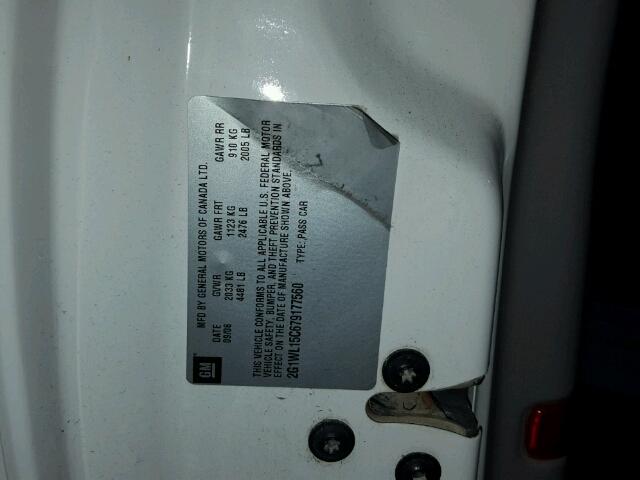 MFD BY GENERAL MOTORS OF CANADA LTD.
DATE GVWR GAWR FRT GAWR RR
09/06 2033 KG 1123 KG 910 KG
4481 LB 2476 LB 2005 LB
THIS VEHICLE CONFORMS TO ALL APPLICABLE U.S. FEDERAL MOTOR
VEHICLE SAFETY, BUMPER, AND THEFT PREVENTION STANDARDS IN
EFFECT ON THE DATE OF MANUFACTURE SHOWN ABOVE.
2G1WL15C679177560 TYPE: PASS CAR
GM